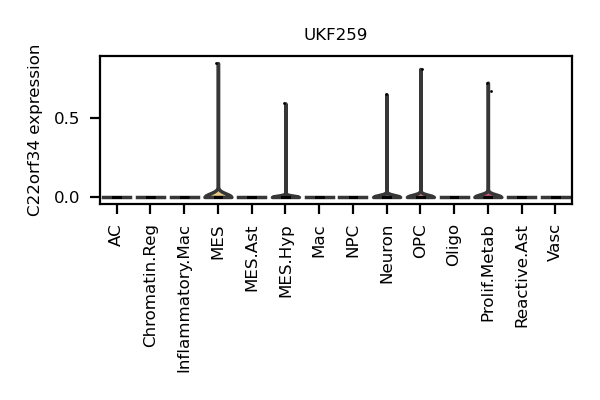 UKF259
C22orf34 expression
0.5
0.0
AC
Chromatin.Reg
Inflammatory.Mac
MES
MES.Ast
MES.Hyp
Mac
NPC
Neuron
OPC
Oligo
Prolif.Metab
Reactive.Ast
Vasc